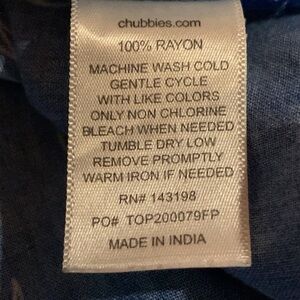 chubbies.com
100% RAYON
MACHINE WASH COLD
GENTLE CYCLE
WITH LIKE COLORS
ONLY NON CHLORINE
BLEACH WHEN NEEDED
TUMBLE DRY LOW
REMOVE PROMPTLY
WARM IRON IF NEEDED
RN# 143198
PO# TOP200079FP
MADE IN INDIA